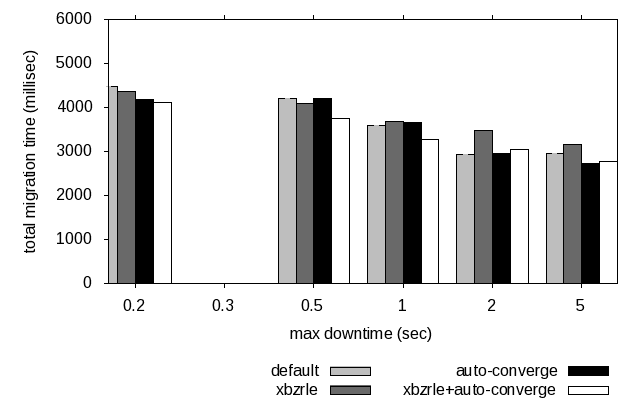 6000
5000
4000
3000
2000
1000
0
total migration time (millisec)
0.2 0.3 0.5 1 2 5
max downtime (sec)
default auto-converge
xbzrle xbzrle+auto-converge